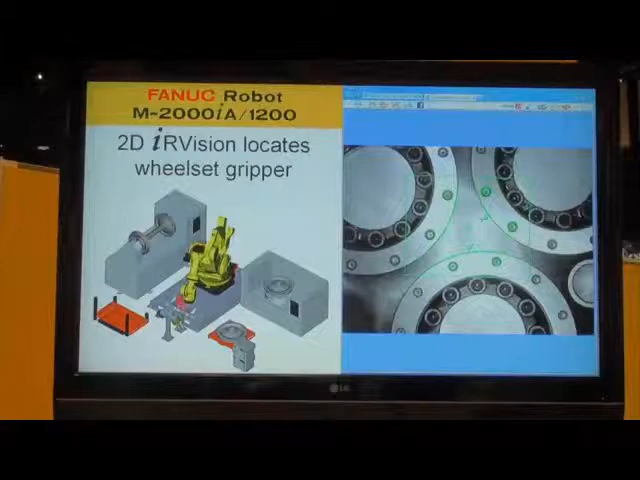 FANUC Robot
M-2000iA/1200
2D iRVision locates
wheelset gripper
LG